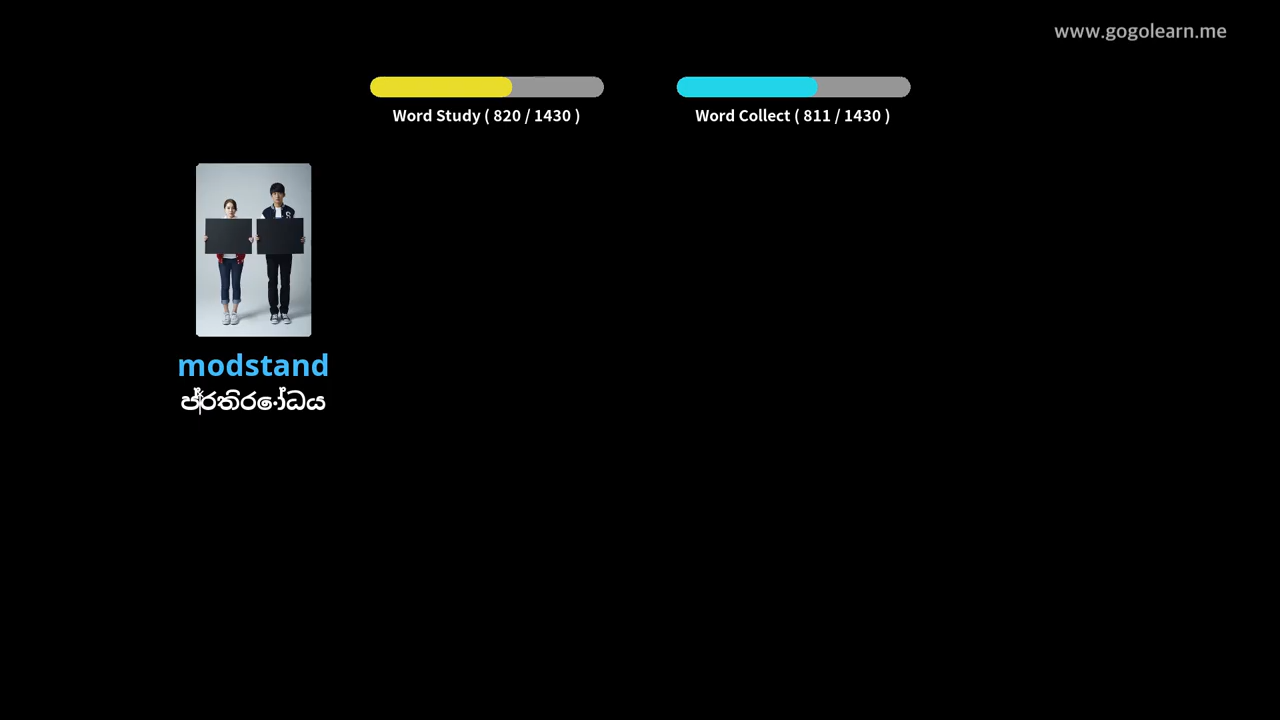 www.gogolearn.me
Word Study ( 820 / 1430 )
Word Collect ( 811 / 1430 )
modstand
ප්‍රතිරෝධය